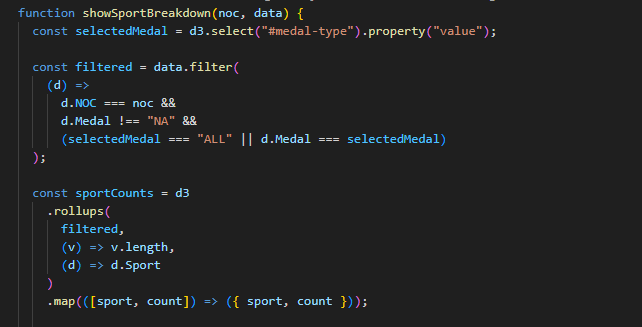 function showSportBreakdown(noc, data) {
  const selectedMedal = d3.select("#medal-type").property("value");
  const filtered = data.filter(
    (d) =>
      d.NOC === noc &&
      d.Medal !== "NA" &&
      (selectedMedal === "ALL" || d.Medal === selectedMedal)
  );
  const sportCounts = d3
    .rollups(
      filtered,
      (v) => v.length,
      (d) => d.Sport
    )
    .map(([sport, count]) => ({ sport, count }));